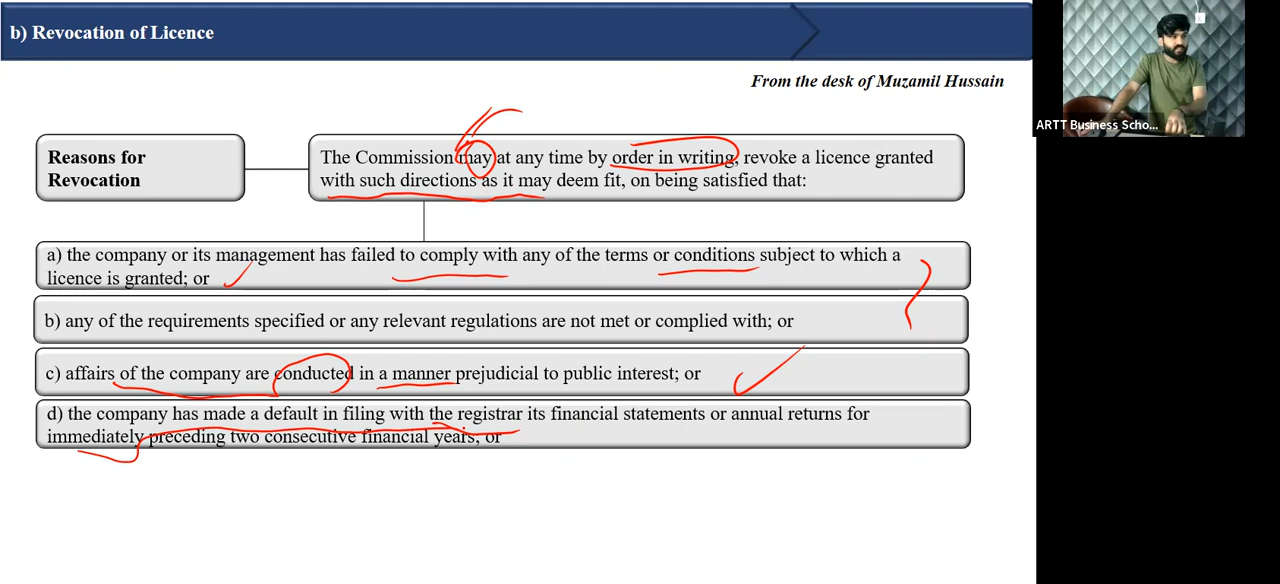 b) Revocation of Licence
From the desk of Muzamil Hussain
ARTT Business Scho...
Reasons for
Revocation
The Commission may at any time by order in writing, revoke a licence granted
with such directions as it may deem fit, on being satisfied that:
a) the company or its management has failed to comply with any of the terms or conditions subject to which a
licence is granted; or
b) any of the requirements specified or any relevant regulations are not met or complied with; or
c) affairs of the company are conducted in a manner prejudicial to public interest; or
d) the company has made a default in filing with the registrar its financial statements or annual returns for
immediately preceding two consecutive financial years; or